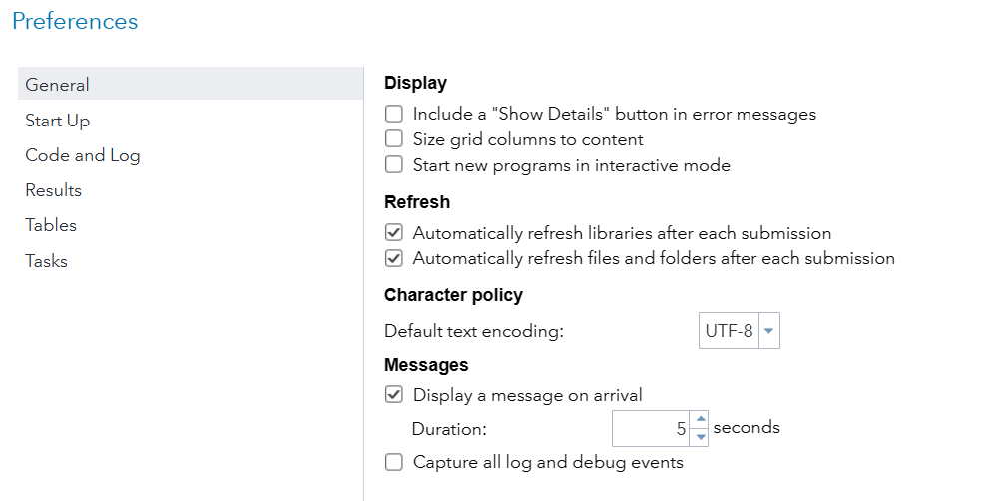 Preferences
General
Start Up
Code and Log
Results
Tables
Tasks
Display
Include a "Show Details" button in error messages
Size grid columns to content
Start new programs in interactive mode
Refresh
Automatically refresh libraries after each submission
Automatically refresh files and folders after each submission
Character policy
Default text encoding: UTF-8
Messages
Display a message on arrival
Duration: 5 seconds
Capture all log and debug events